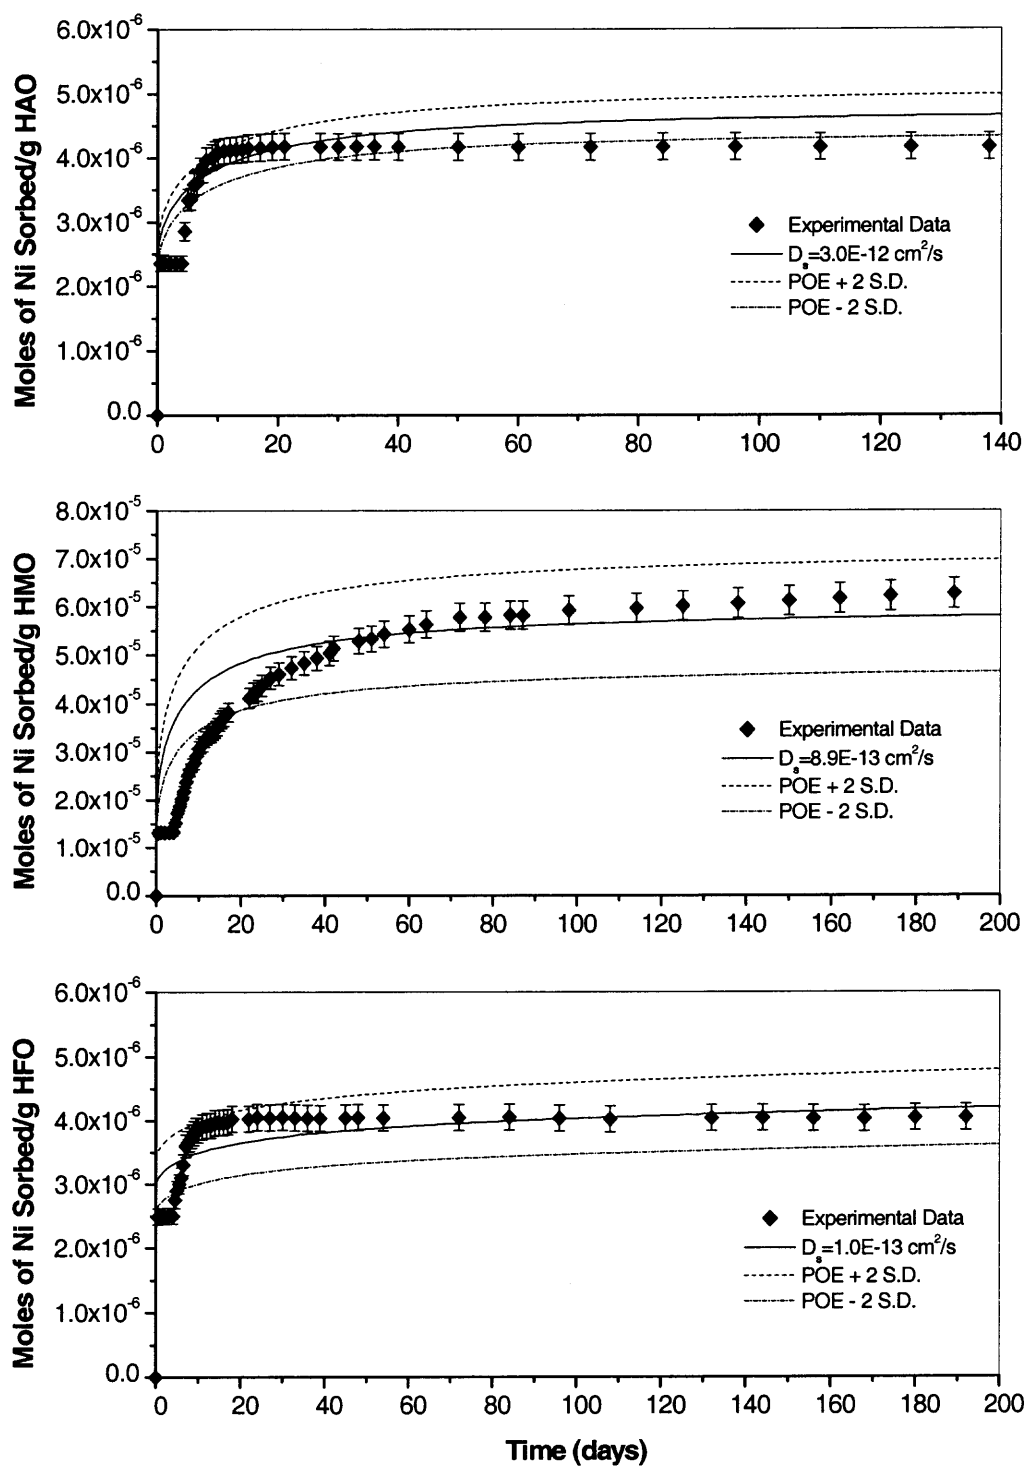 6.0x10⁻⁶
5.0x10⁻⁶
4.0x10⁻⁶
3.0x10⁻⁶
2.0x10⁻⁶
1.0x10⁻⁶
0.0
Moles of Ni Sorbed/g HAO
Experimental Data
Dₛ=3.0E-12 cm²/s
POE + 2 S.D.
POE - 2 S.D.
0 20 40 60 80 100 120 140
8.0x10⁻⁵
7.0x10⁻⁵
6.0x10⁻⁵
5.0x10⁻⁵
4.0x10⁻⁵
3.0x10⁻⁵
2.0x10⁻⁵
1.0x10⁻⁵
0.0
Moles of Ni Sorbed/g HMO
Experimental Data
Dₛ=8.9E-13 cm²/s
POE + 2 S.D.
POE - 2 S.D.
0 20 40 60 80 100 120 140 160 180 200
6.0x10⁻⁶
5.0x10⁻⁶
4.0x10⁻⁶
3.0x10⁻⁶
2.0x10⁻⁶
1.0x10⁻⁶
0.0
Moles of Ni Sorbed/g HFO
Experimental Data
Dₛ=1.0E-13 cm²/s
POE + 2 S.D.
POE - 2 S.D.
0 20 40 60 80 100 120 140 160 180 200
Time (days)